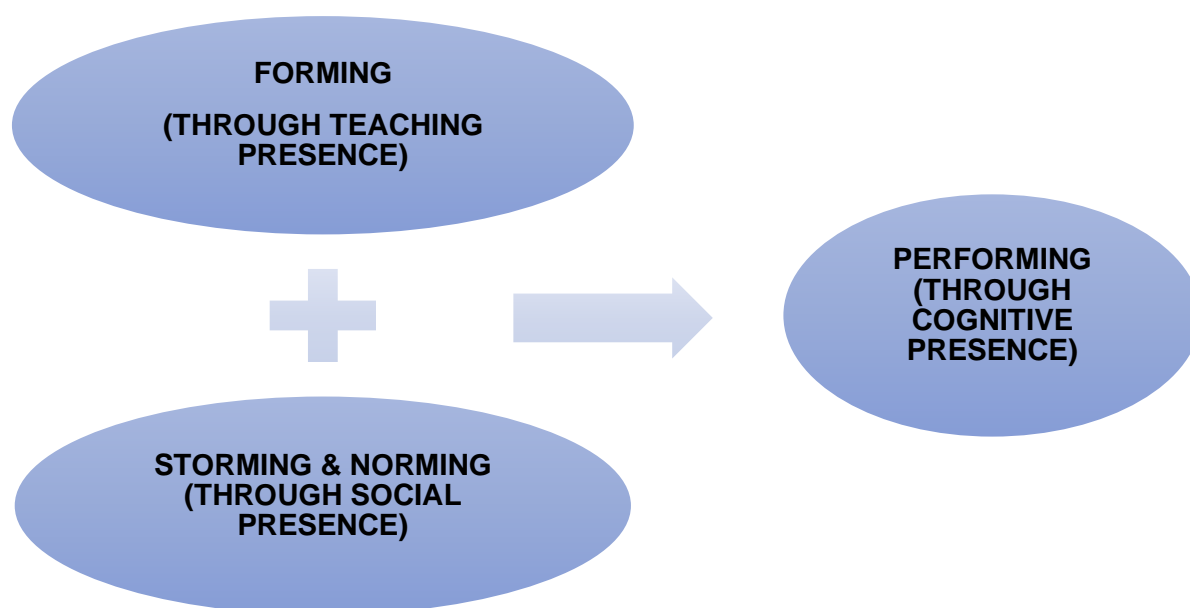 FORMING
(THROUGH TEACHING
PRESENCE)
STORMING & NORMING
(THROUGH SOCIAL
PRESENCE)
PERFORMING
(THROUGH
COGNITIVE
PRESENCE)